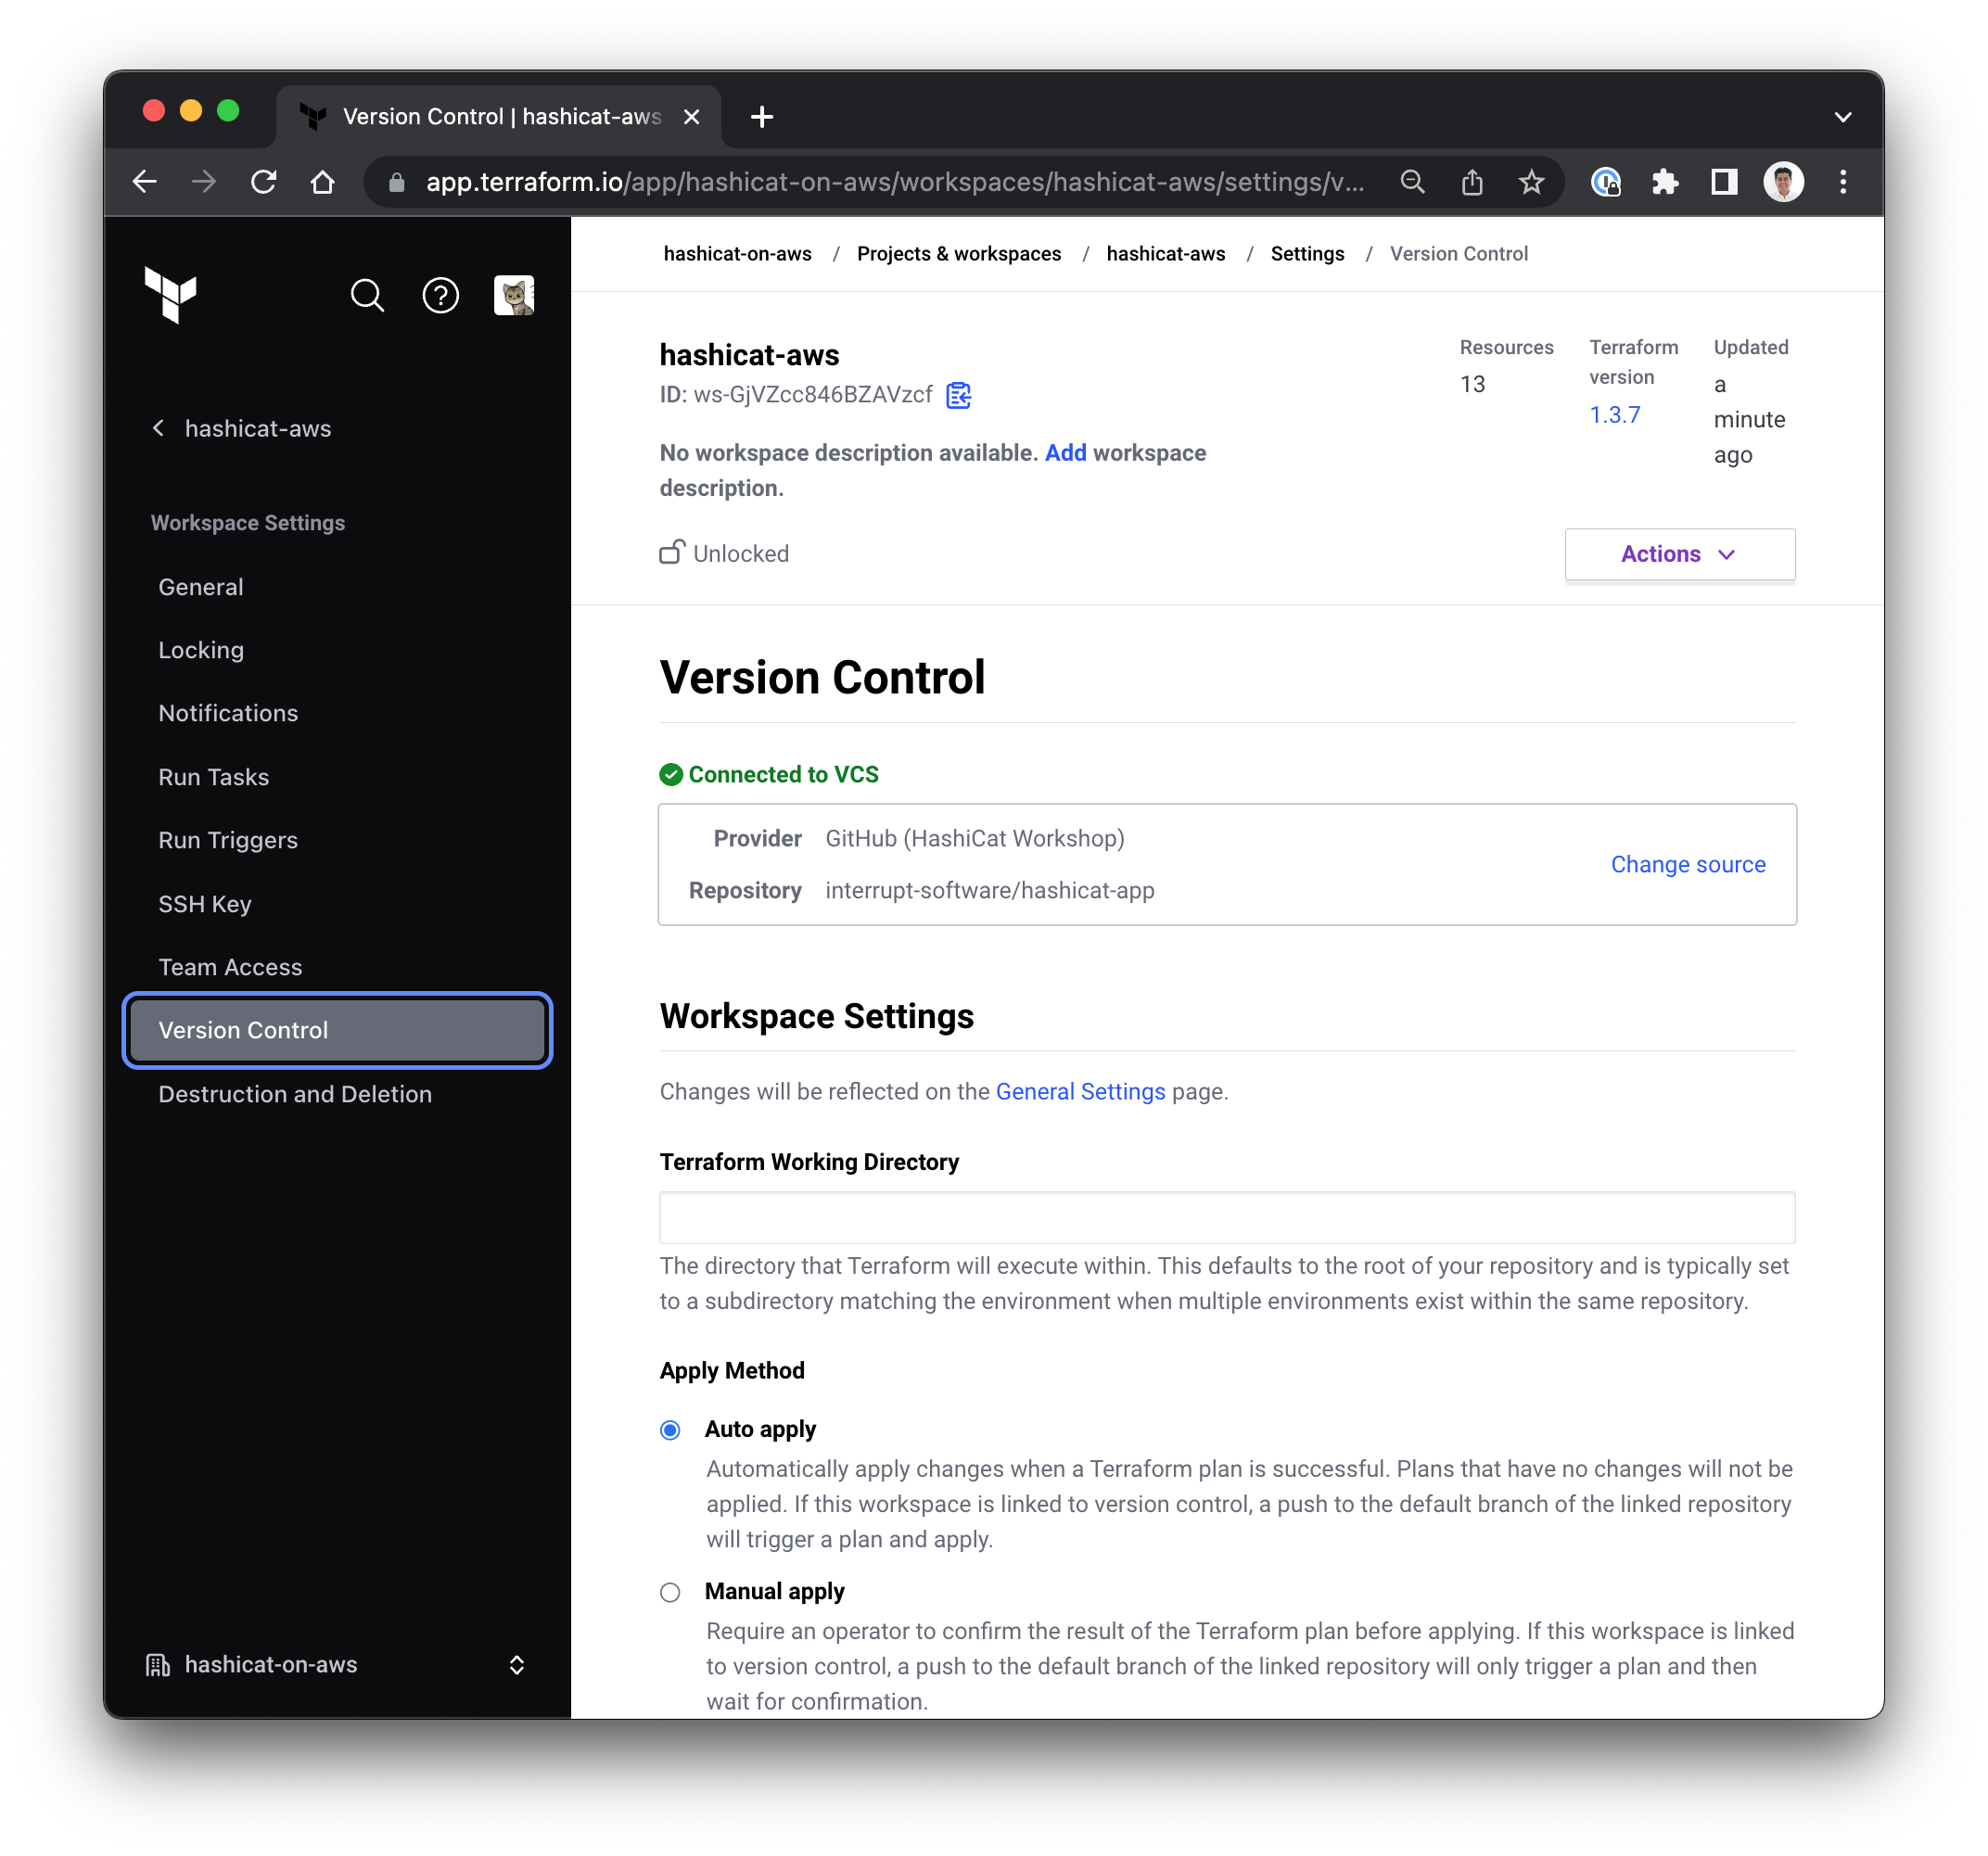 Version Control | hashicat-aws
app.terraform.io/app/hashicat-on-aws/workspaces/hashicat-aws/settings/v...
hashicat-aws
Workspace Settings
General
Locking
Notifications
Run Tasks
Run Triggers
SSH Key
Team Access
Version Control
Destruction and Deletion
hashicat-on-aws
hashicat-on-aws / Projects & workspaces / hashicat-aws / Settings / Version Control
hashicat-aws
ID: ws-GjVZcc846BZAVzcf
No workspace description available. Add workspace
description.
Unlocked
Resources
13
Terraform
version
1.3.7
Updated
a
minute
ago
Actions
Version Control
Connected to VCS
Provider GitHub (HashiCat Workshop)
Repository interrupt-software/hashicat-app
Change source
Workspace Settings
Changes will be reflected on the General Settings page.
Terraform Working Directory
The directory that Terraform will execute within. This defaults to the root of your repository and is typically set
to a subdirectory matching the environment when multiple environments exist within the same repository.
Apply Method
Auto apply
Automatically apply changes when a Terraform plan is successful. Plans that have no changes will not be
applied. If this workspace is linked to version control, a push to the default branch of the linked repository
will trigger a plan and apply.
Manual apply
Require an operator to confirm the result of the Terraform plan before applying. If this workspace is linked
to version control, a push to the default branch of the linked repository will only trigger a plan and then
wait for confirmation.